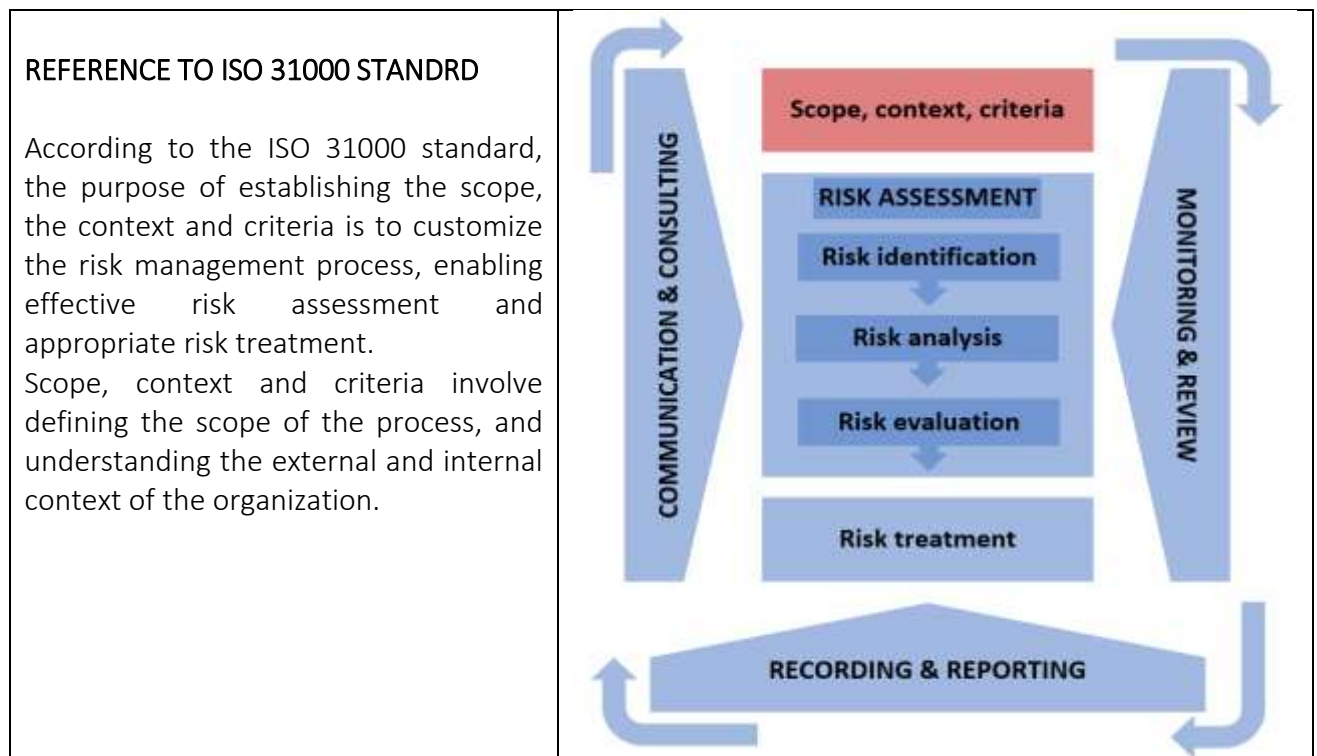 REFERENCE TO ISO 31000 STANDRD
According to the ISO 31000 standard,
the purpose of establishing the scope,
the context and criteria is to customize
the risk management process, enabling
effective risk assessment and
appropriate risk treatment.
Scope, context and criteria involve
defining the scope of the process, and
understanding the external and internal
context of the organization.
COMMUNICATION & CONSULTING
Scope, context, criteria
RISK ASSESSMENT
Risk identification
Risk analysis
Risk evaluation
Risk treatment
MONITORING & REVIEW
RECORDING & REPORTING